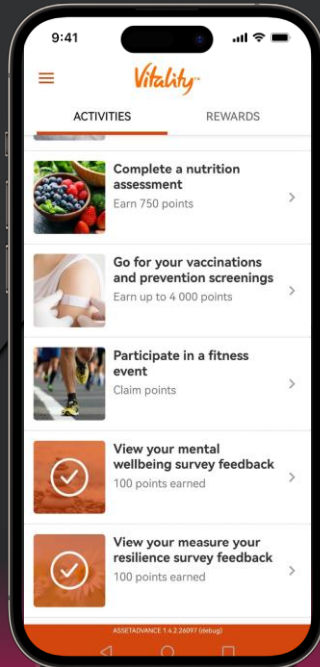 9:41
Vitality
ACTIVITIES
REWARDS
Complete a nutrition
assessment
Earn 750 points
Go for your vaccinations
and prevention screenings
Earn up to 4 000 points
Participate in a fitness
event
Claim points
View your mental
wellbeing survey feedback
100 points earned
View your measure your
resilience survey feedback
100 points earned
ASSETADVANCE 1.4.2.26097 (debug)